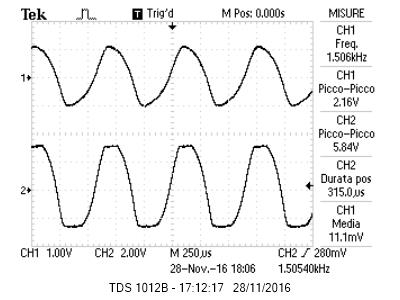 Tek T Trig'd M Pos: 0.000s MISURE
CH1
Freq.
1.506kHz
1 CH1
Picco-Picco
2.16V
CH2
Picco-Picco
5.84V
CH2
Durata pos
2 315.0µs
CH1
Media
11.1mV
CH1 1.00V CH2 2.00V M 250µs CH2 / 280mV
28-Nov.-16 18:06 1.50540kHz
TDS 1012B - 17:12:17 28/11/2016